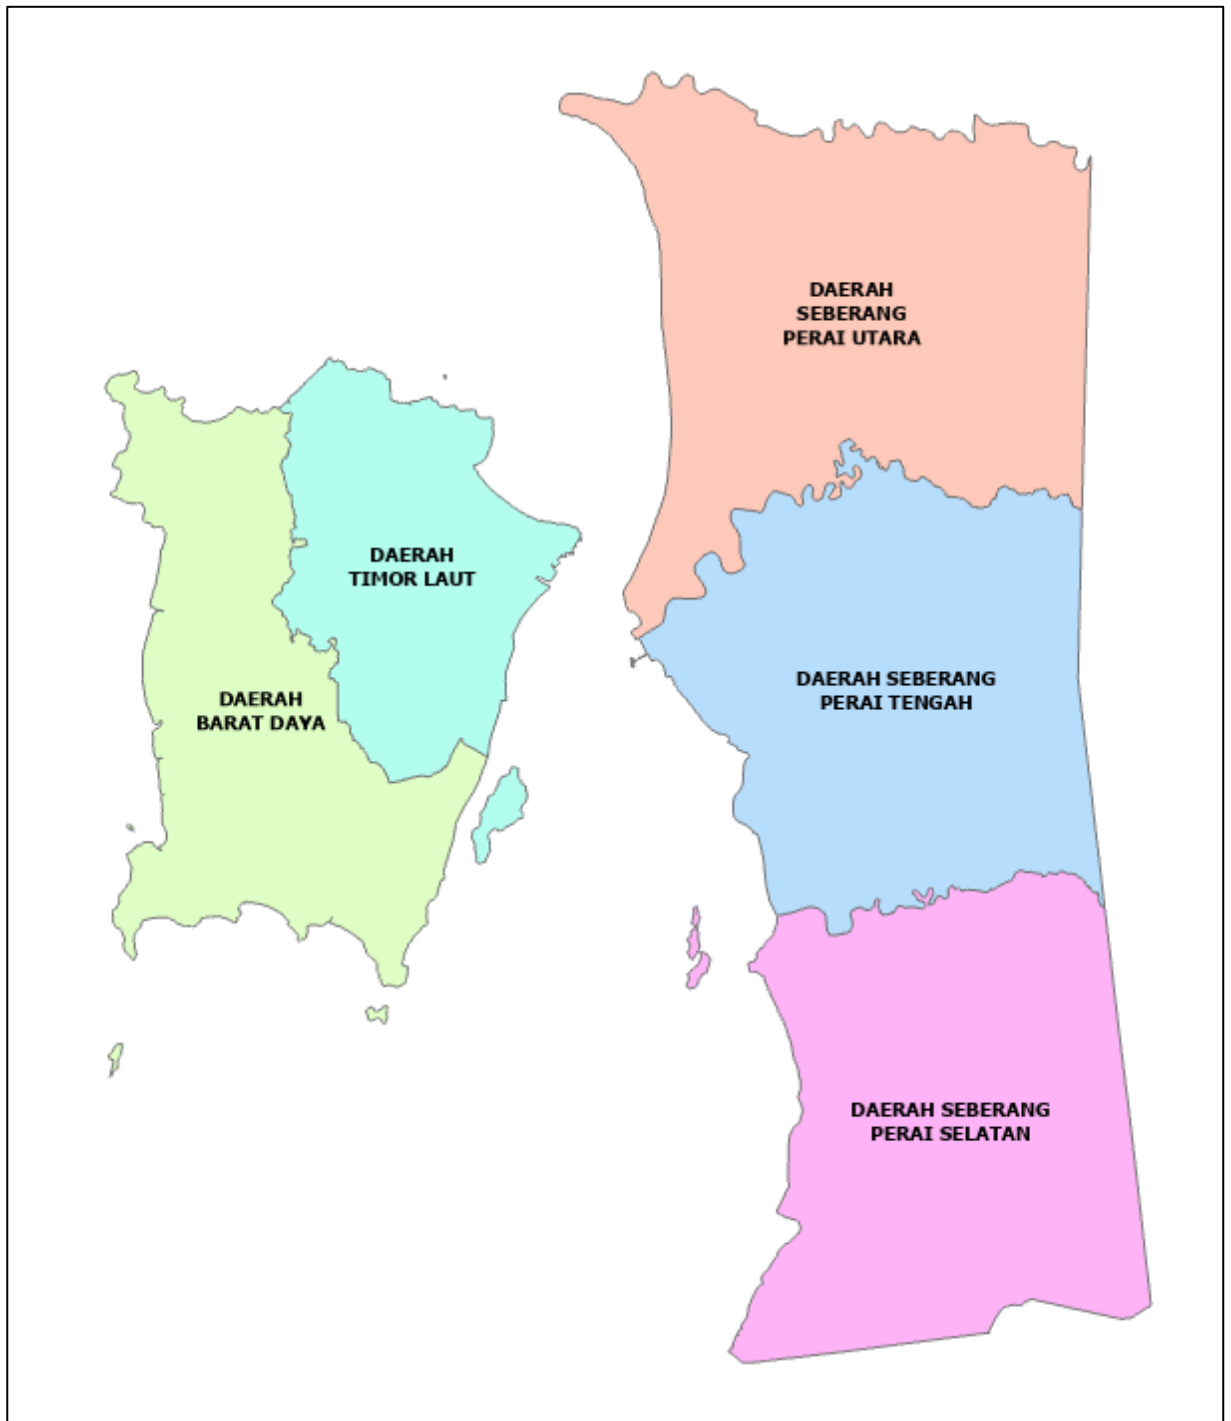 DAERAH
SEBERANG
PERAI UTARA
DAERAH
TIMOR LAUT
DAERAH SEBERANG
PERAI TENGAH
DAERAH
BARAT DAYA
DAERAH SEBERANG
PERAI SELATAN